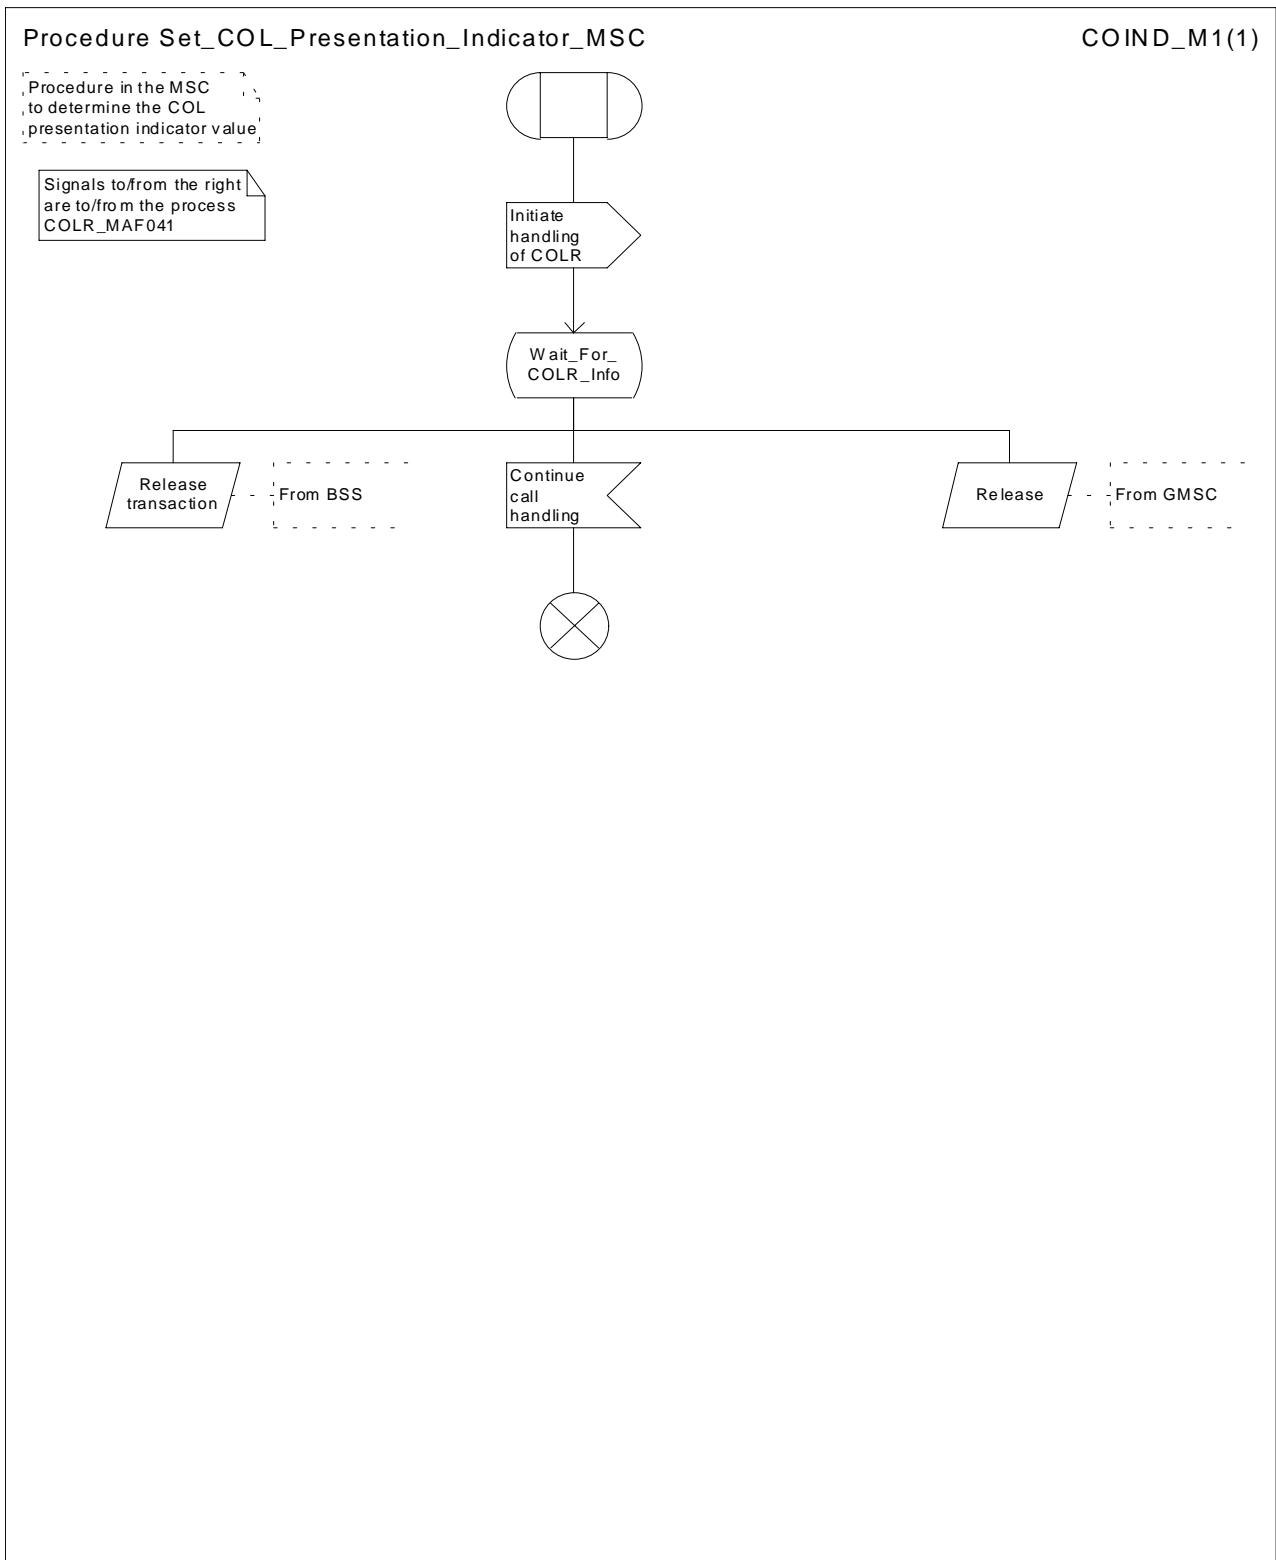 Procedure Set_COL_Presentation_Indicator_MSC
COIND_M1(1)
Procedure in the MSC
to determine the COL
presentation indicator value
Signals to/from the right
are to/from the process
COLR_MAF041
Initiate
handling
of COLR
Wait_For_
COLR_Info
Release
transaction
From BSS
Continue
call
handling
Release
From GMSC